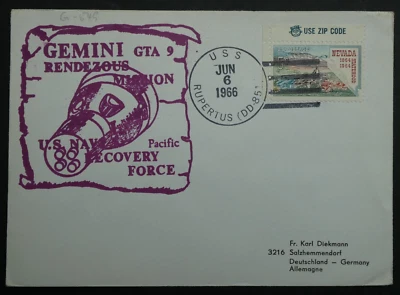 GEMINI GTA 9
RENDEZOUS
MISSION
U.S. NAVY Pacific
RECOVERY
FORCE
USS
JUN
6
1966
RUPERTUS (DD-851)
USE ZIP CODE
NEVADA
1864
1964
Fr. Karl Diekmann
3216 Salzhemmendorf
Deutschland – Germany
Allemagne